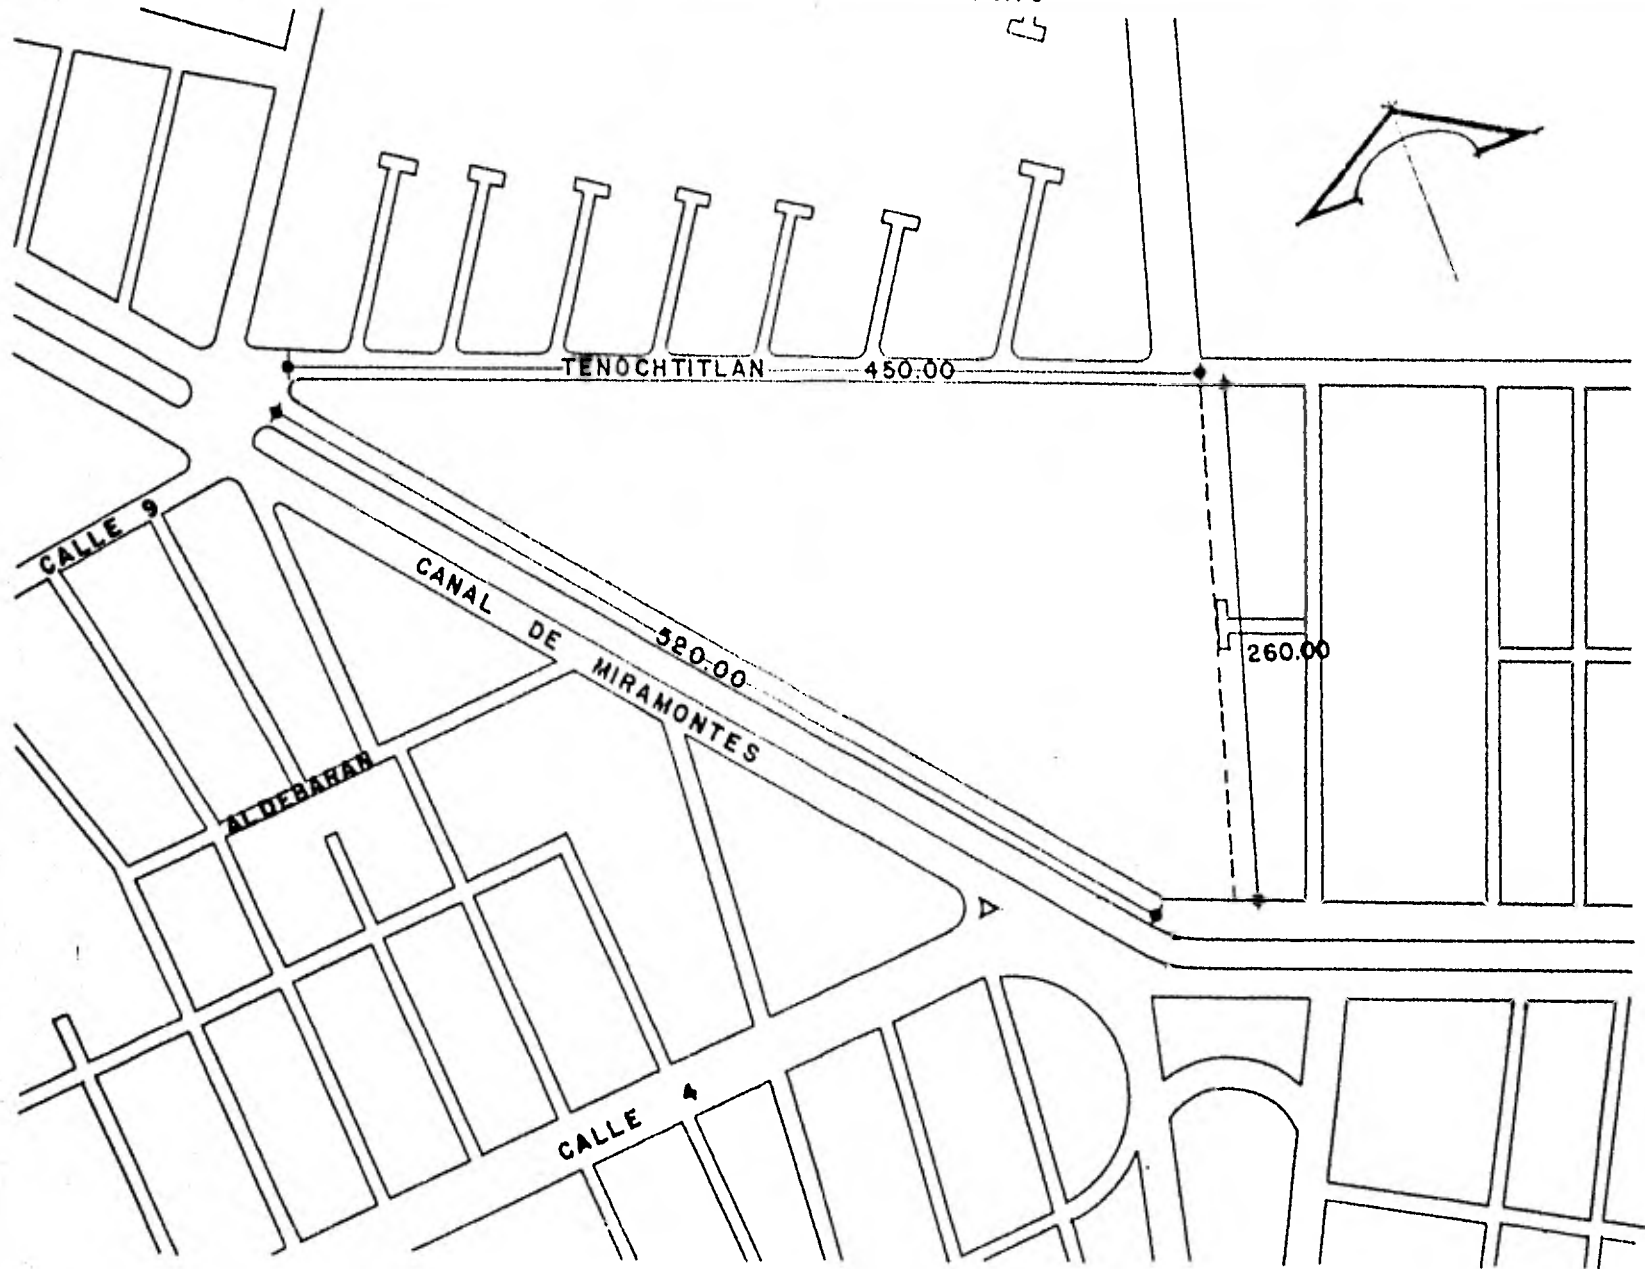 TENOCHTITLAN 450.00
CALLE 9
CANAL DE MIRAMONTES
520.00
260.00
ALDEBARAN
CALLE 4